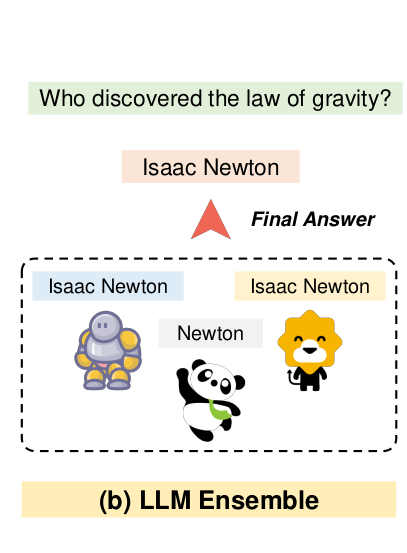 Who discovered the law of gravity?
Isaac Newton
Final Answer
Isaac Newton
Isaac Newton
Newton
(b) LLM Ensemble